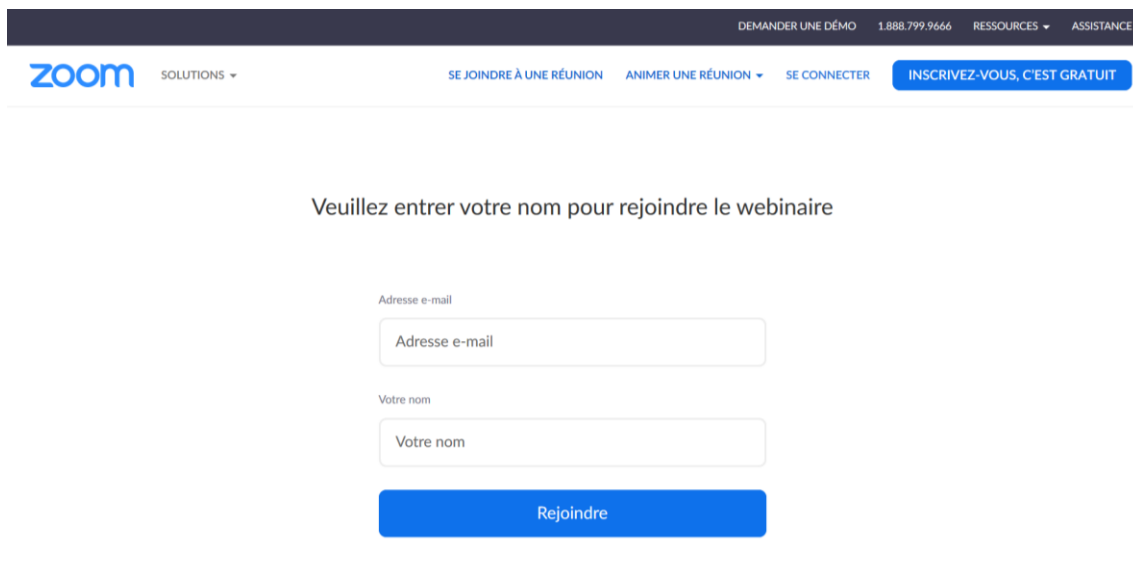 DEMANDER UNE DÉMO 1.888.799.9666 RESSOURCES ASSISTANCE
zoom SOLUTIONS SE JOINDRE À UNE RÉUNION ANIMER UNE RÉUNION SE CONNECTER INSCRIVEZ-VOUS, C'EST GRATUIT
Veuillez entrer votre nom pour rejoindre le webinaire
Adresse e-mail
Adresse e-mail
Votre nom
Votre nom
Rejoindre